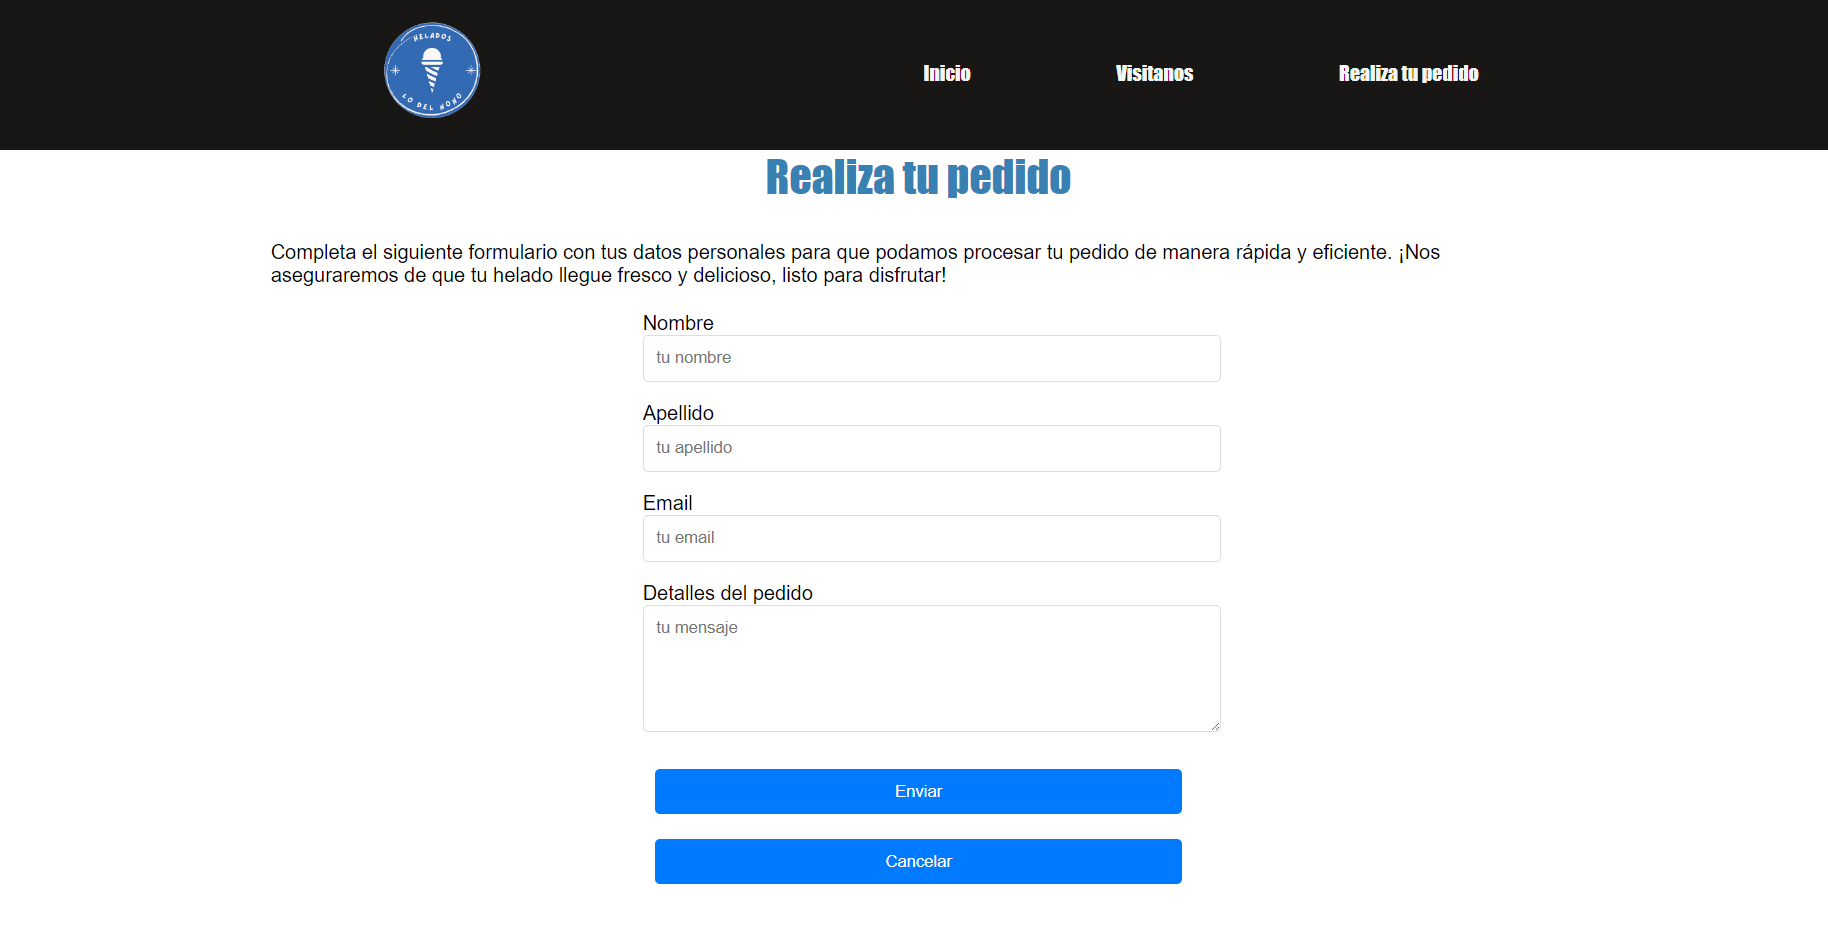 HELADOS
LO DEL NONO
Inicio
Visitanos
Realiza tu pedido
Realiza tu pedido
Completa el siguiente formulario con tus datos personales para que podamos procesar tu pedido de manera rápida y eficiente. ¡Nos
aseguraremos de que tu helado llegue fresco y delicioso, listo para disfrutar!
Nombre
tu nombre
Apellido
tu apellido
Email
tu email
Detalles del pedido
tu mensaje
Enviar
Cancelar